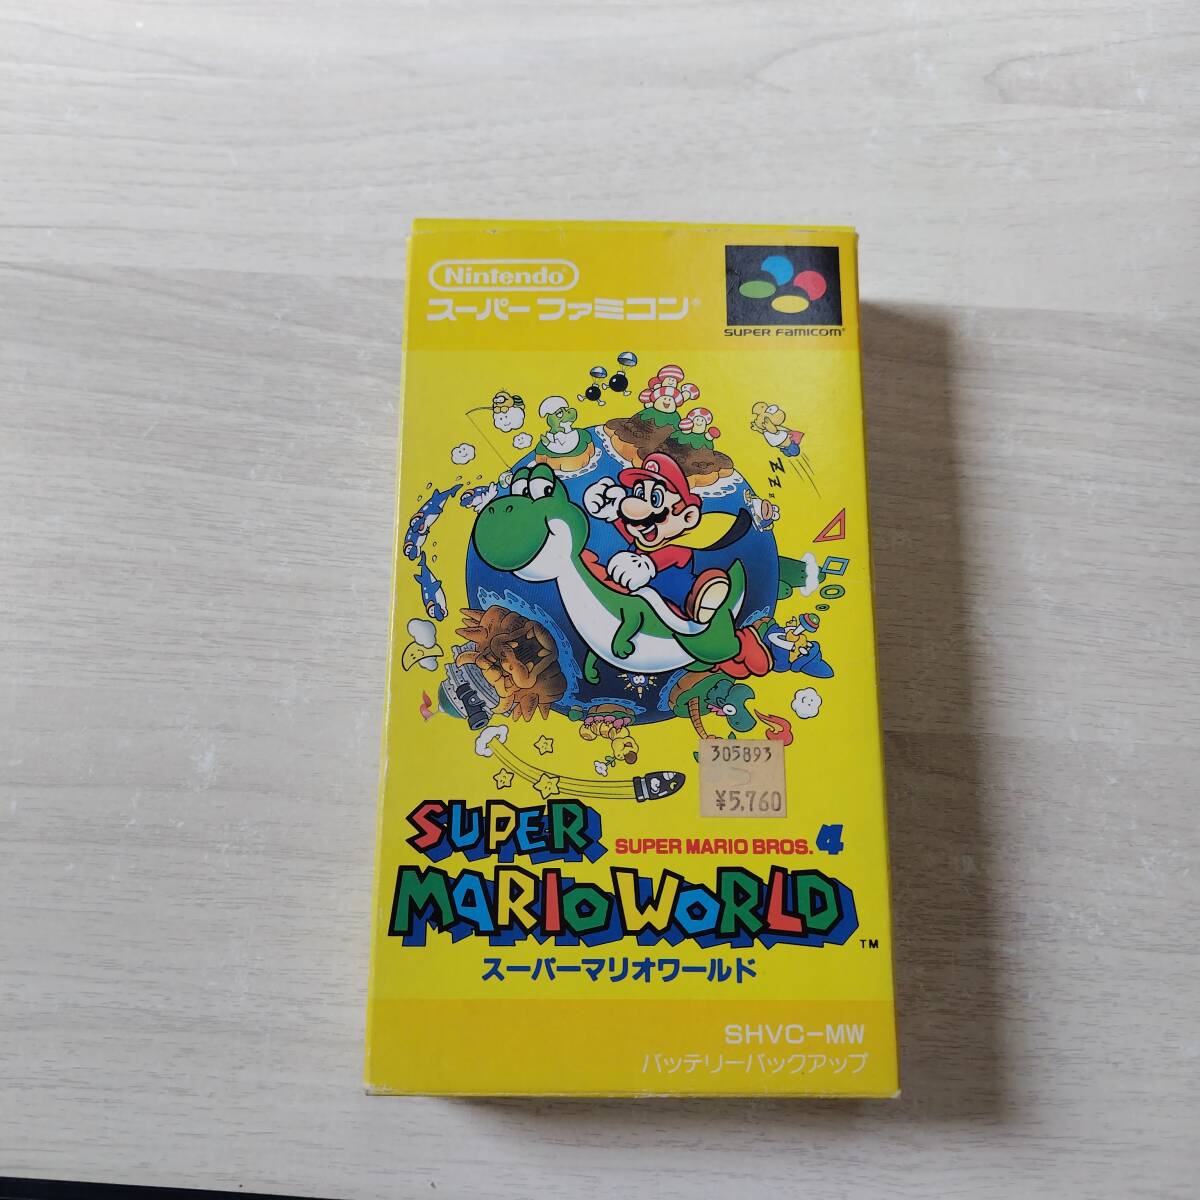 Nintendo®
スーパーファミコン®
SUPER FAMICOM®
ZZZ
305893
¥5,760
SUPER MARIO BROS. 4
SUPER
MARIO WORLD™
スーパーマリオワールド
SHVC-MW
バッテリーバックアップ